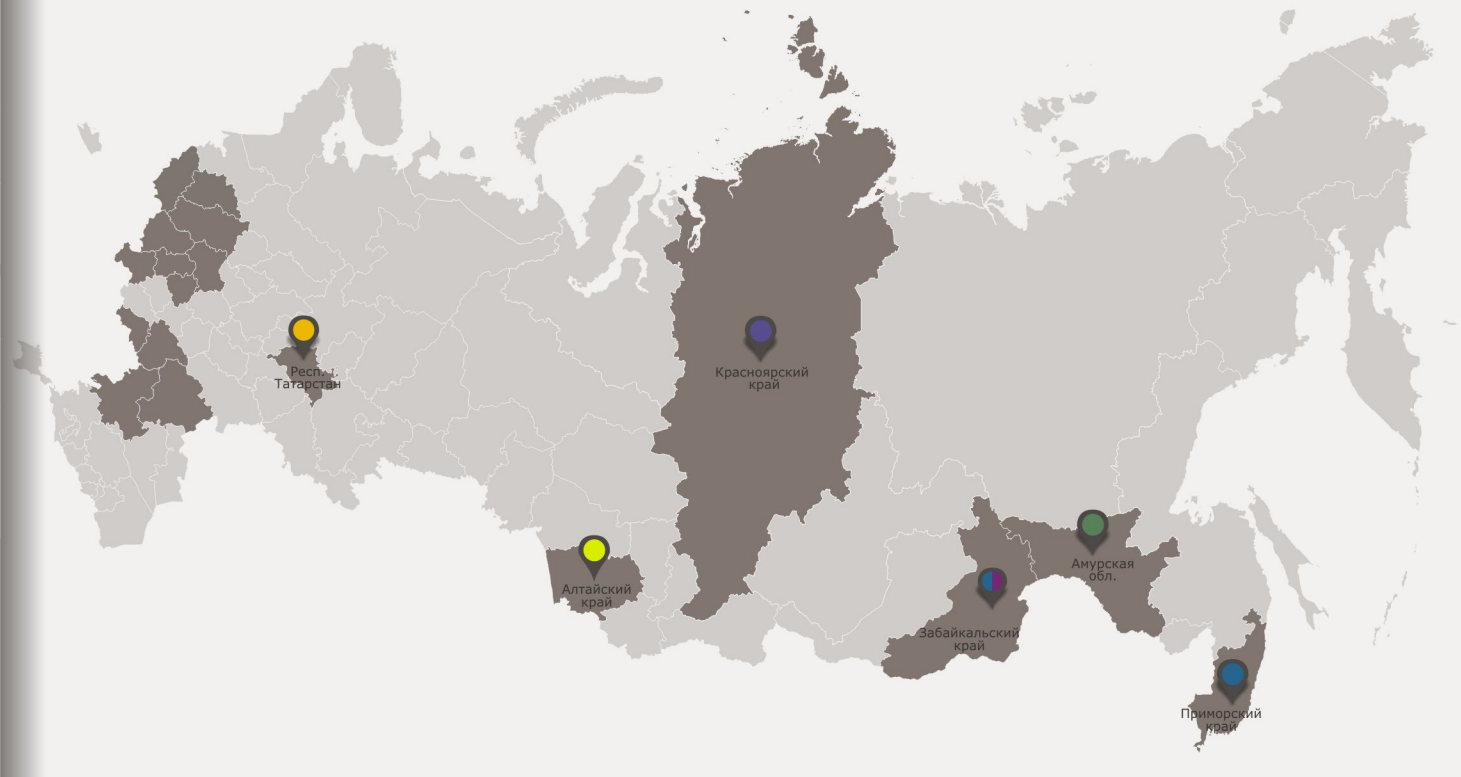 Респ.
Татарстан
Красноярский
край
Алтайский
край
Амурская
обл.
Забайкальский
край
Приморский
край